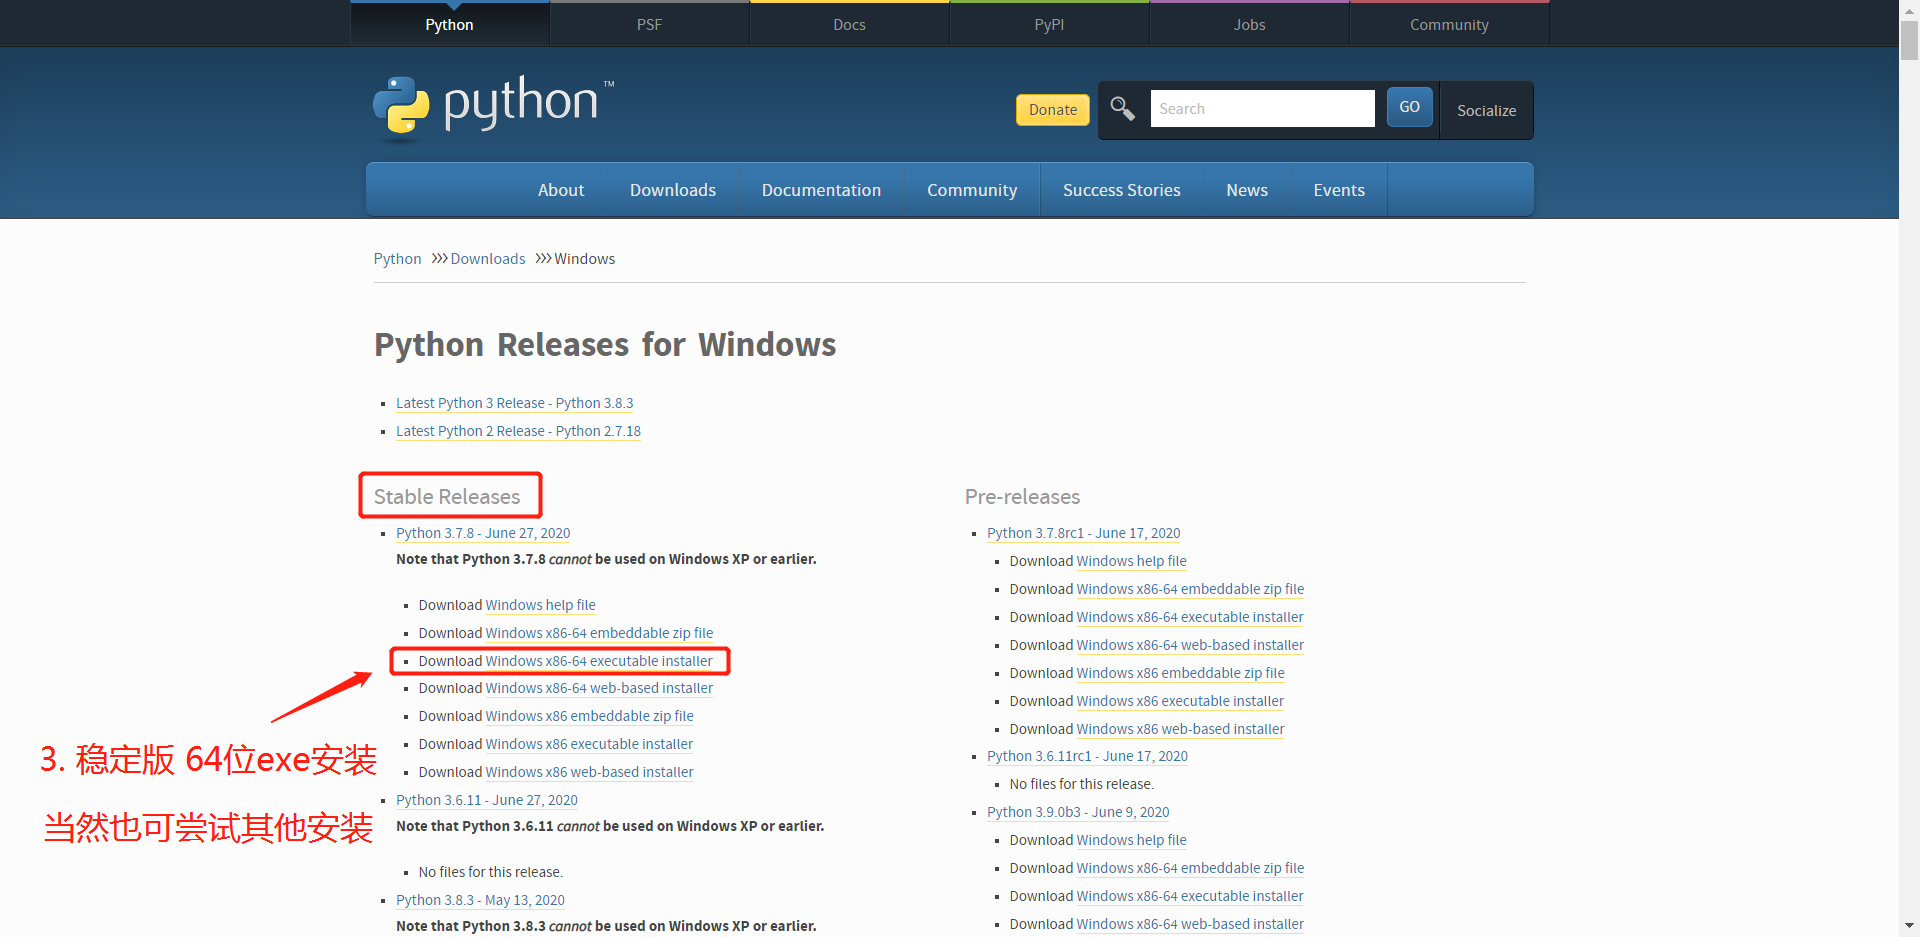 Python PSF Docs PyPI Jobs Community
python™
Donate Search GO Socialize
About Downloads Documentation Community Success Stories News Events
Python >>> Downloads >>> Windows
Python Releases for Windows
Latest Python 3 Release - Python 3.8.3
Latest Python 2 Release - Python 2.7.18
Stable Releases
Python 3.7.8 - June 27, 2020
Note that Python 3.7.8 cannot be used on Windows XP or earlier.
Download Windows help file
Download Windows x86-64 embeddable zip file
Download Windows x86-64 executable installer
Download Windows x86-64 web-based installer
Download Windows x86 embeddable zip file
Download Windows x86 executable installer
Download Windows x86 web-based installer
Python 3.6.11 - June 27, 2020
Note that Python 3.6.11 cannot be used on Windows XP or earlier.
No files for this release.
Python 3.8.3 - May 13, 2020
Note that Python 3.8.3 cannot be used on Windows XP or earlier.
3. 稳定版 64位exe安装
当然也可尝试其他安装
Pre-releases
Python 3.7.8rc1 - June 17, 2020
Download Windows help file
Download Windows x86-64 embeddable zip file
Download Windows x86-64 executable installer
Download Windows x86-64 web-based installer
Download Windows x86 embeddable zip file
Download Windows x86 executable installer
Download Windows x86 web-based installer
Python 3.6.11rc1 - June 17, 2020
No files for this release.
Python 3.9.0b3 - June 9, 2020
Download Windows help file
Download Windows x86-64 embeddable zip file
Download Windows x86-64 executable installer
Download Windows x86-64 web-based installer